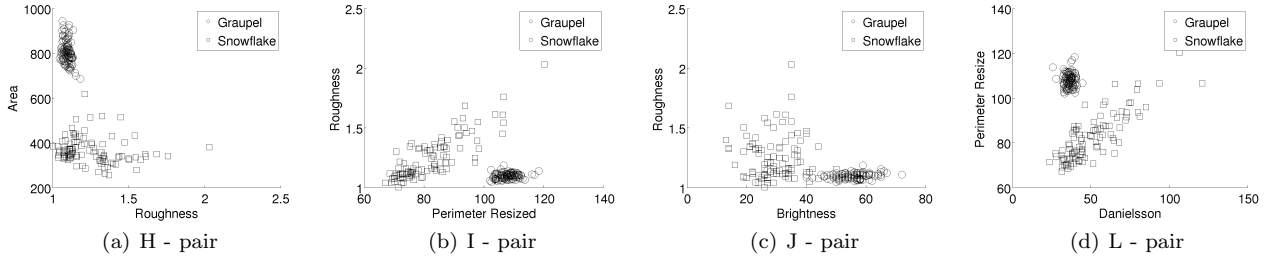 1000
800
600
400
200
Area
1
1.5
2
2.5
Roughness
Graupel
Snowflake
(a) H - pair
2.5
2
1.5
1
Roughness
60
80
100
120
140
Perimeter Resized
Graupel
Snowflake
(b) I - pair
2.5
2
1.5
1
Roughness
0
20
40
60
80
Brightness
Graupel
Snowflake
(c) J - pair
140
120
100
80
60
Perimeter Resize
0
50
100
150
Danielsson
Graupel
Snowflake
(d) L - pair